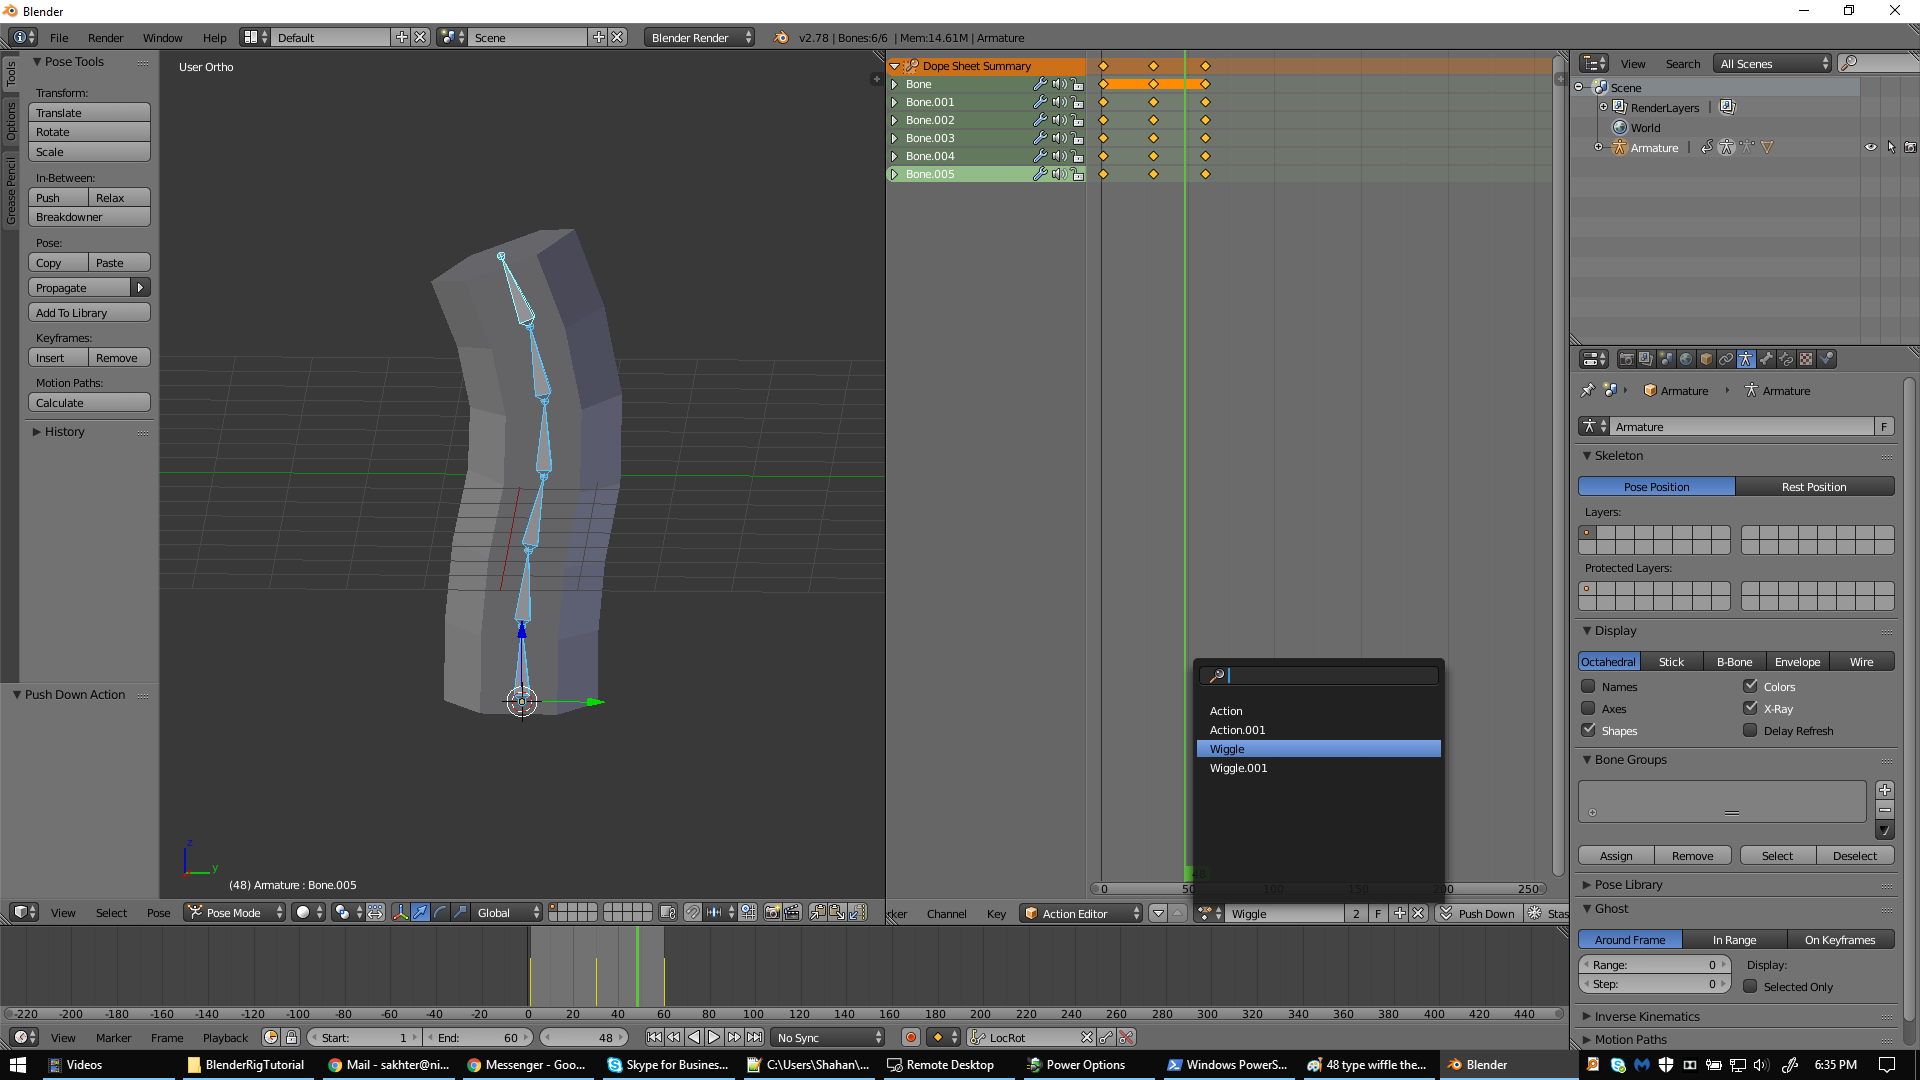 Blender
File Render Window Help Default Scene Blender Render v2.78 | Bones:6/6 | Mem:14.61M | Armature
Tools
Options
Grease Pencil
Pose Tools
Transform:
Translate
Rotate
Scale
In-Between:
Push Relax
Breakdowner
Pose:
Copy Paste
Propagate
Add To Library
Keyframes:
Insert Remove
Motion Paths:
Calculate
History
Push Down Action
User Ortho
z
y
(48) Armature : Bone.005
View Select Pose Pose Mode Global
Dope Sheet Summary
Bone
Bone.001
Bone.002
Bone.003
Bone.004
Bone.005
Action
Action.001
Wiggle
Wiggle.001
48
0 50 100 150 200 250
rker Channel Key Action Editor Wiggle 2 F Push Down Stas
View Search All Scenes
Scene
RenderLayers |
World
Armature |
Armature Armature
Armature F
Skeleton
Pose Position Rest Position
Layers:
Protected Layers:
Display
Octahedral Stick B-Bone Envelope Wire
Names Colors
Axes X-Ray
Shapes Delay Refresh
Bone Groups
Assign Remove Select Deselect
Pose Library
Ghost
Around Frame In Range On Keyframes
Range: 0 Display:
Step: 0 Selected Only
Inverse Kinematics
Motion Paths
-220 -200 -180 -160 -140 -120 -100 -80 -60 -40 -20 0 20 40 60 80 100 120 140 160 180 200 220 240 260 280 300 320 340 360 380 400 420 440
View Marker Frame Playback Start: 1 End: 60 48 No Sync LocRot
Videos BlenderRigTutorial Mail - sakhter@ni... Messenger - Goo... Skype for Busines... C:\Users\Shahan/... Remote Desktop Power Options Windows PowerS... 48 type wiffle the... Blender 6:35 PM